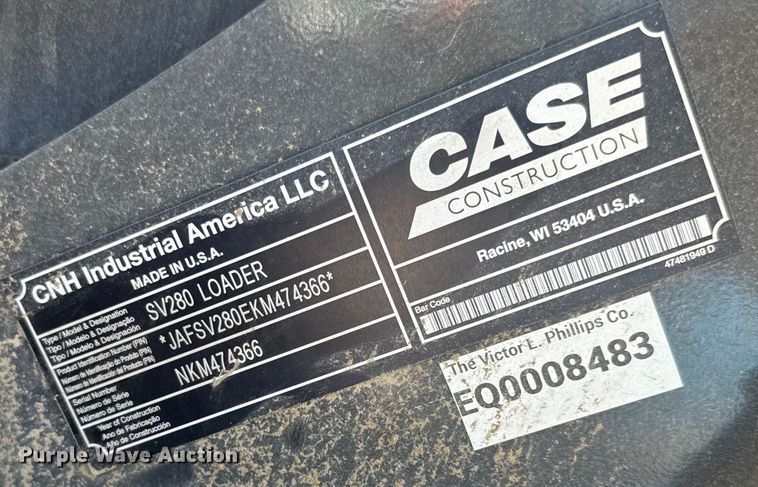 CNH Industrial America LLC
MADE IN U.S.A.
Type / Model & Designation
Tipo / Modelo & Designação
Tipo / Modelo & Designación
SV280 LOADER
Product Identification Number (PIN)
Número de Identificação do Produto (PIN)
Número de Identificación del Producto (PIN)
*JAFSV280EKM474366*
Serial Number
Número de Série
Número de Serie
NKM474366
Year of Construction
Ano de Fabricação
Año de Construction
CASE
CONSTRUCTION
Racine, WI 53404 U.S.A.
Bar Code
47481949 D
The Victor L. Phillips Co.
EQ0008483
Purple Wave Auction